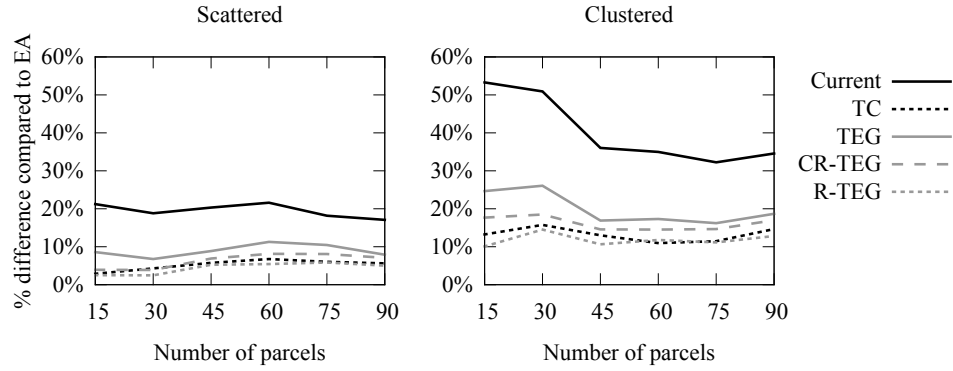 Scattered
Clustered
% difference compared to EA
60%
50%
40%
30%
20%
10%
0%
15 30 45 60 75 90
Number of parcels
60%
50%
40%
30%
20%
10%
0%
15 30 45 60 75 90
Number of parcels
Current
TC
TEG
CR-TEG
R-TEG